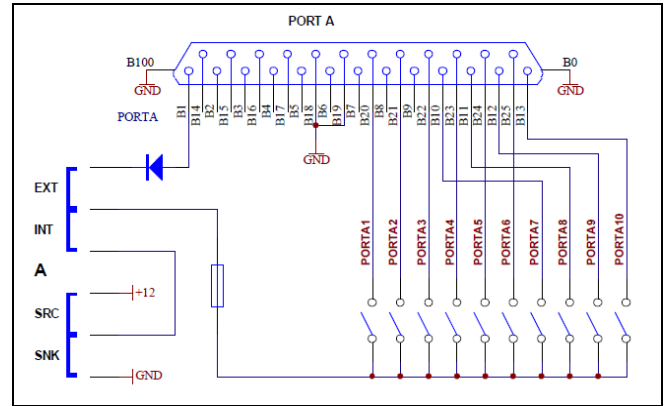 PORT A
B100
B0
GND
GND
PORTA
B1
B14
B2
B15
B3
B16
B4
B17
B5
B18
B6
B19
B7
B20
B8
B21
B9
B22
B10
B23
B11
B24
B12
B25
B13
GND
EXT
INT
A
SRC
SNK
+12
GND
PORTA1
PORTA2
PORTA3
PORTA4
PORTA5
PORTA6
PORTA7
PORTA8
PORTA9
PORTA10